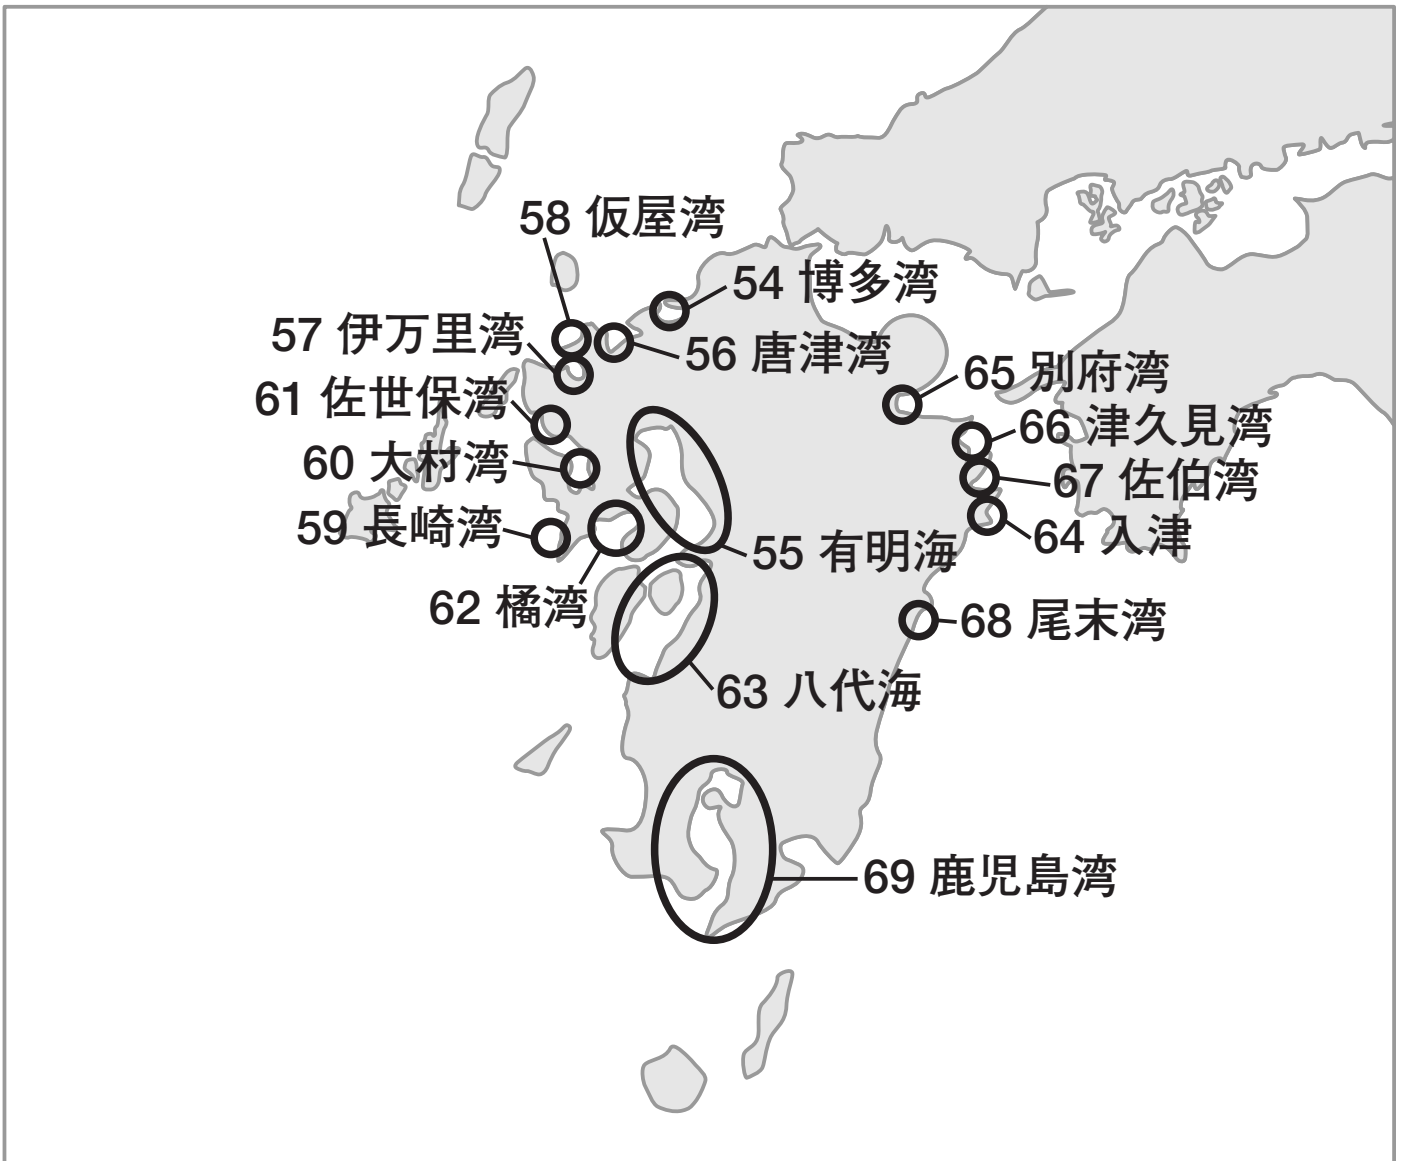 58 仮屋湾
54 博多湾
57 伊万里湾
56 唐津湾
65 別府湾
61 佐世保湾
66 津久見湾
60 大村湾
67 佐伯湾
59 長崎湾
64 入津
55 有明海
62 橘湾
68 尾末湾
63 八代海
69 鹿児島湾